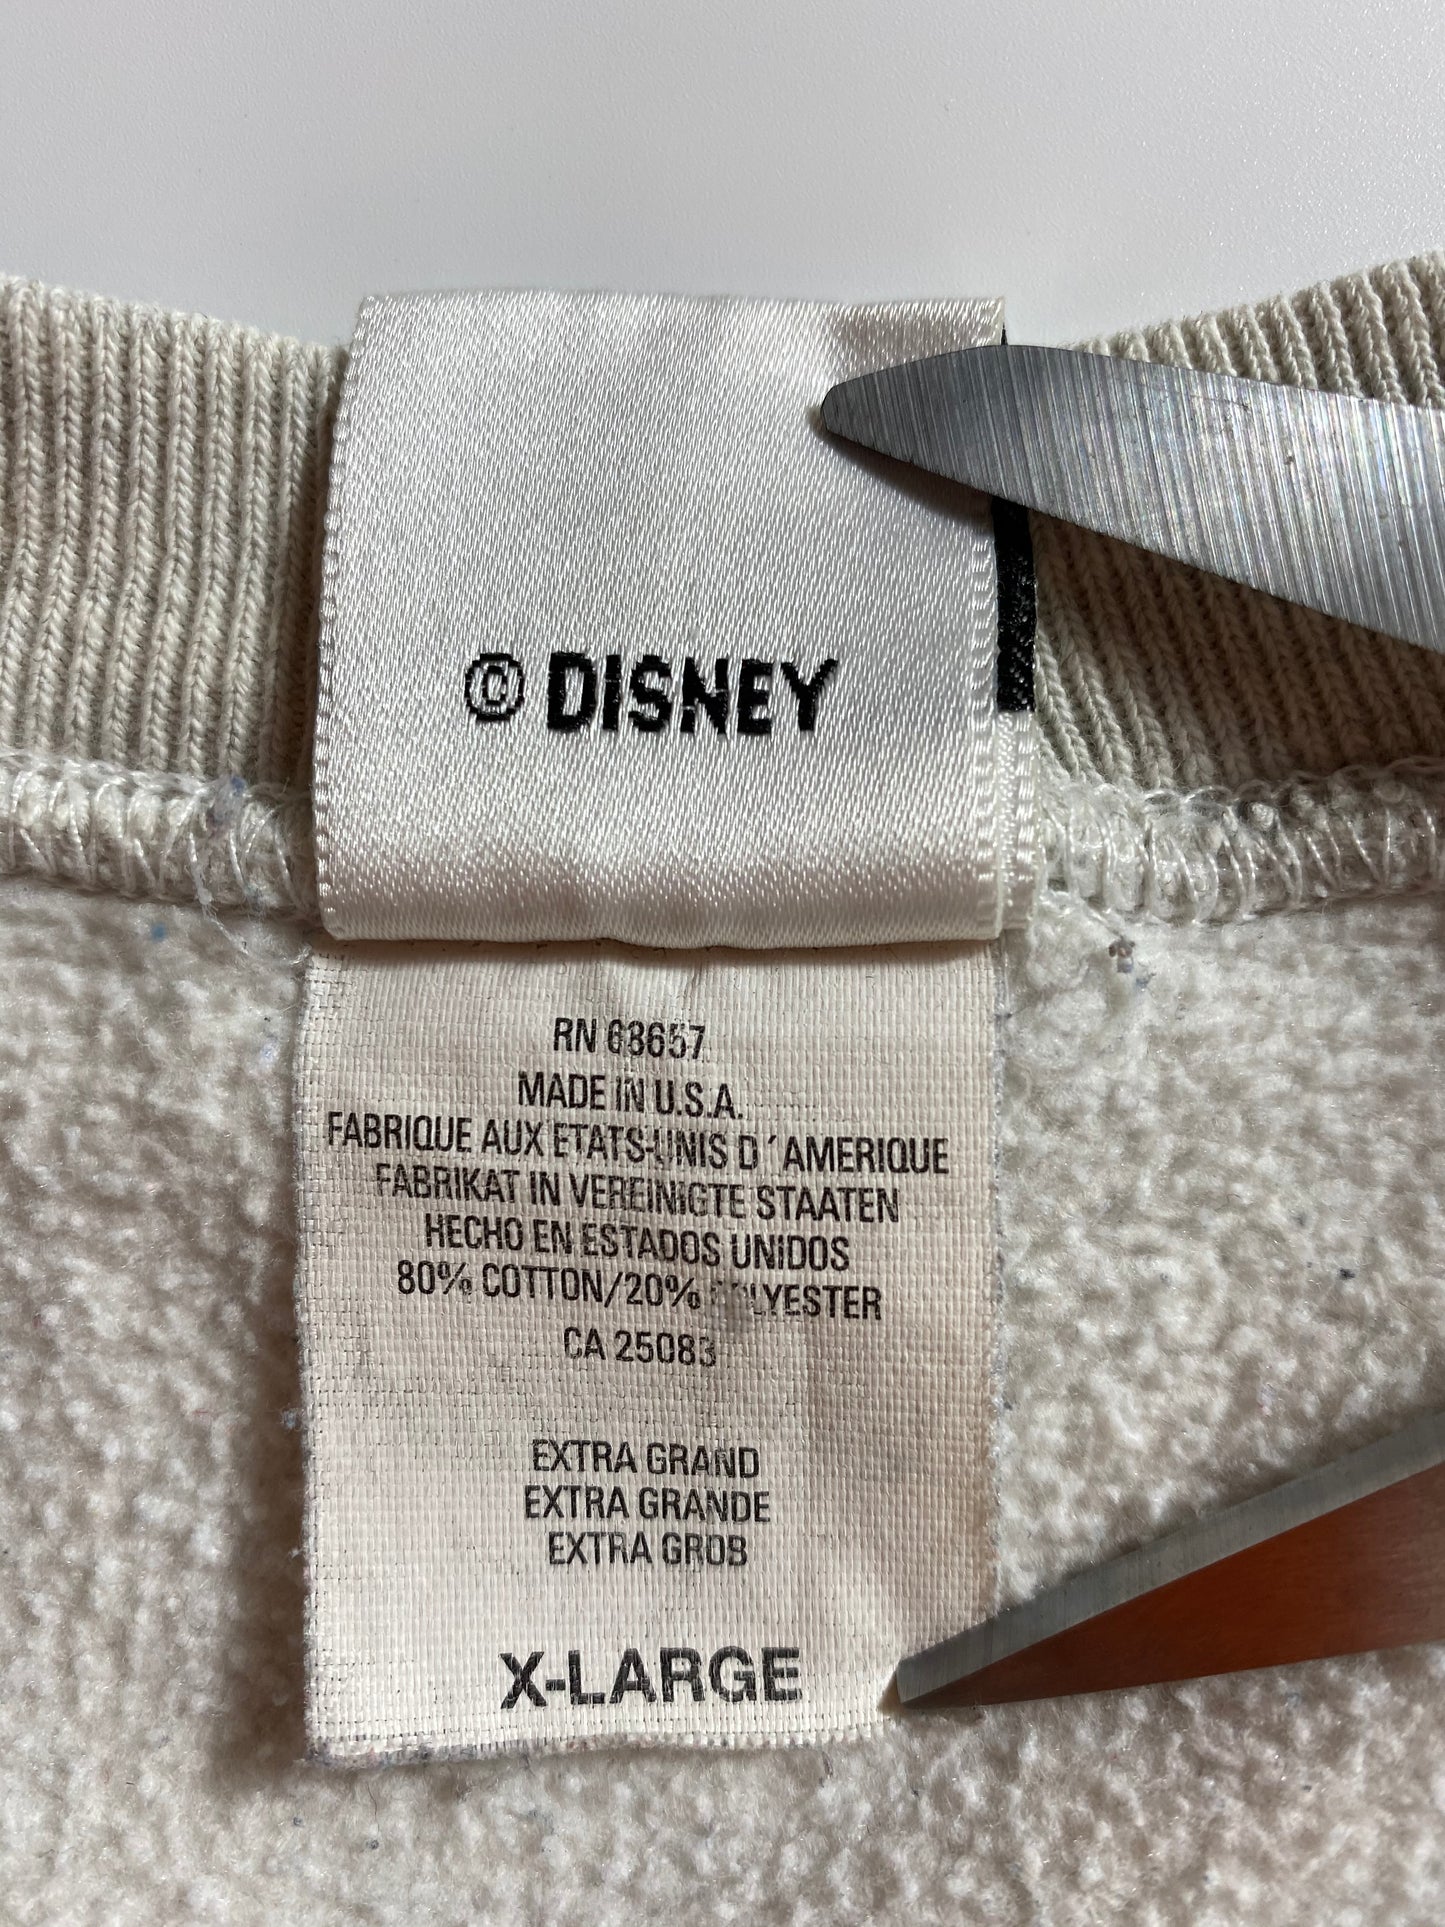 © DISNEY
RN 68657
MADE IN U.S.A.
FABRIQUE AUX ETATS-UNIS D´AMERIQUE
FABRIKAT IN VEREINIGTE STAATEN
HECHO EN ESTADOS UNIDOS
80% COTTON/20% POLYESTER
CA 25083
EXTRA GRAND
EXTRA GRANDE
EXTRA GROB
X-LARGE